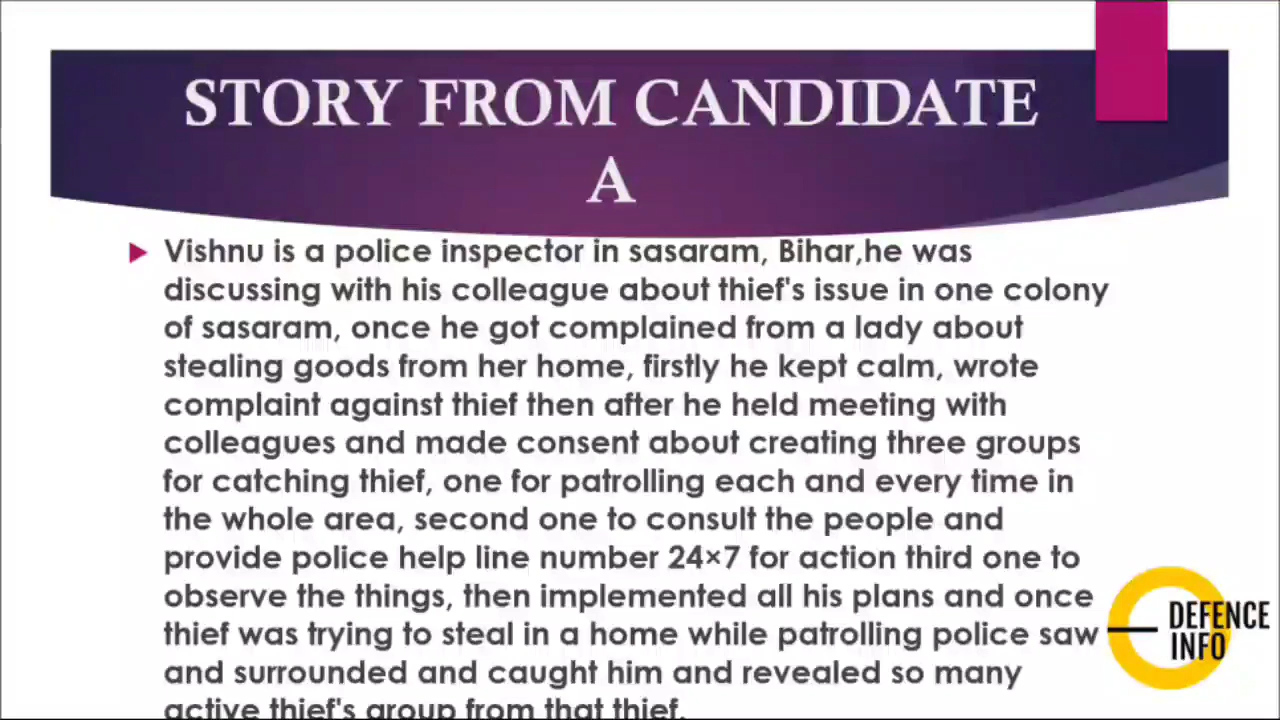 STORY FROM CANDIDATE
A
Vishnu is a police inspector in sasaram, Bihar,he was
discussing with his colleague about thief's issue in one colony
of sasaram, once he got complained from a lady about
stealing goods from her home, firstly he kept calm, wrote
complaint against thief then after he held meeting with
colleagues and made consent about creating three groups
for catching thief, one for patrolling each and every time in
the whole area, second one to consult the people and
provide police help line number 24×7 for action third one to
observe the things, then implemented all his plans and once
thief was trying to steal in a home while patrolling police saw
and surrounded and caught him and revealed so many
active thief's group from that thief.
DEFENCE
INFO